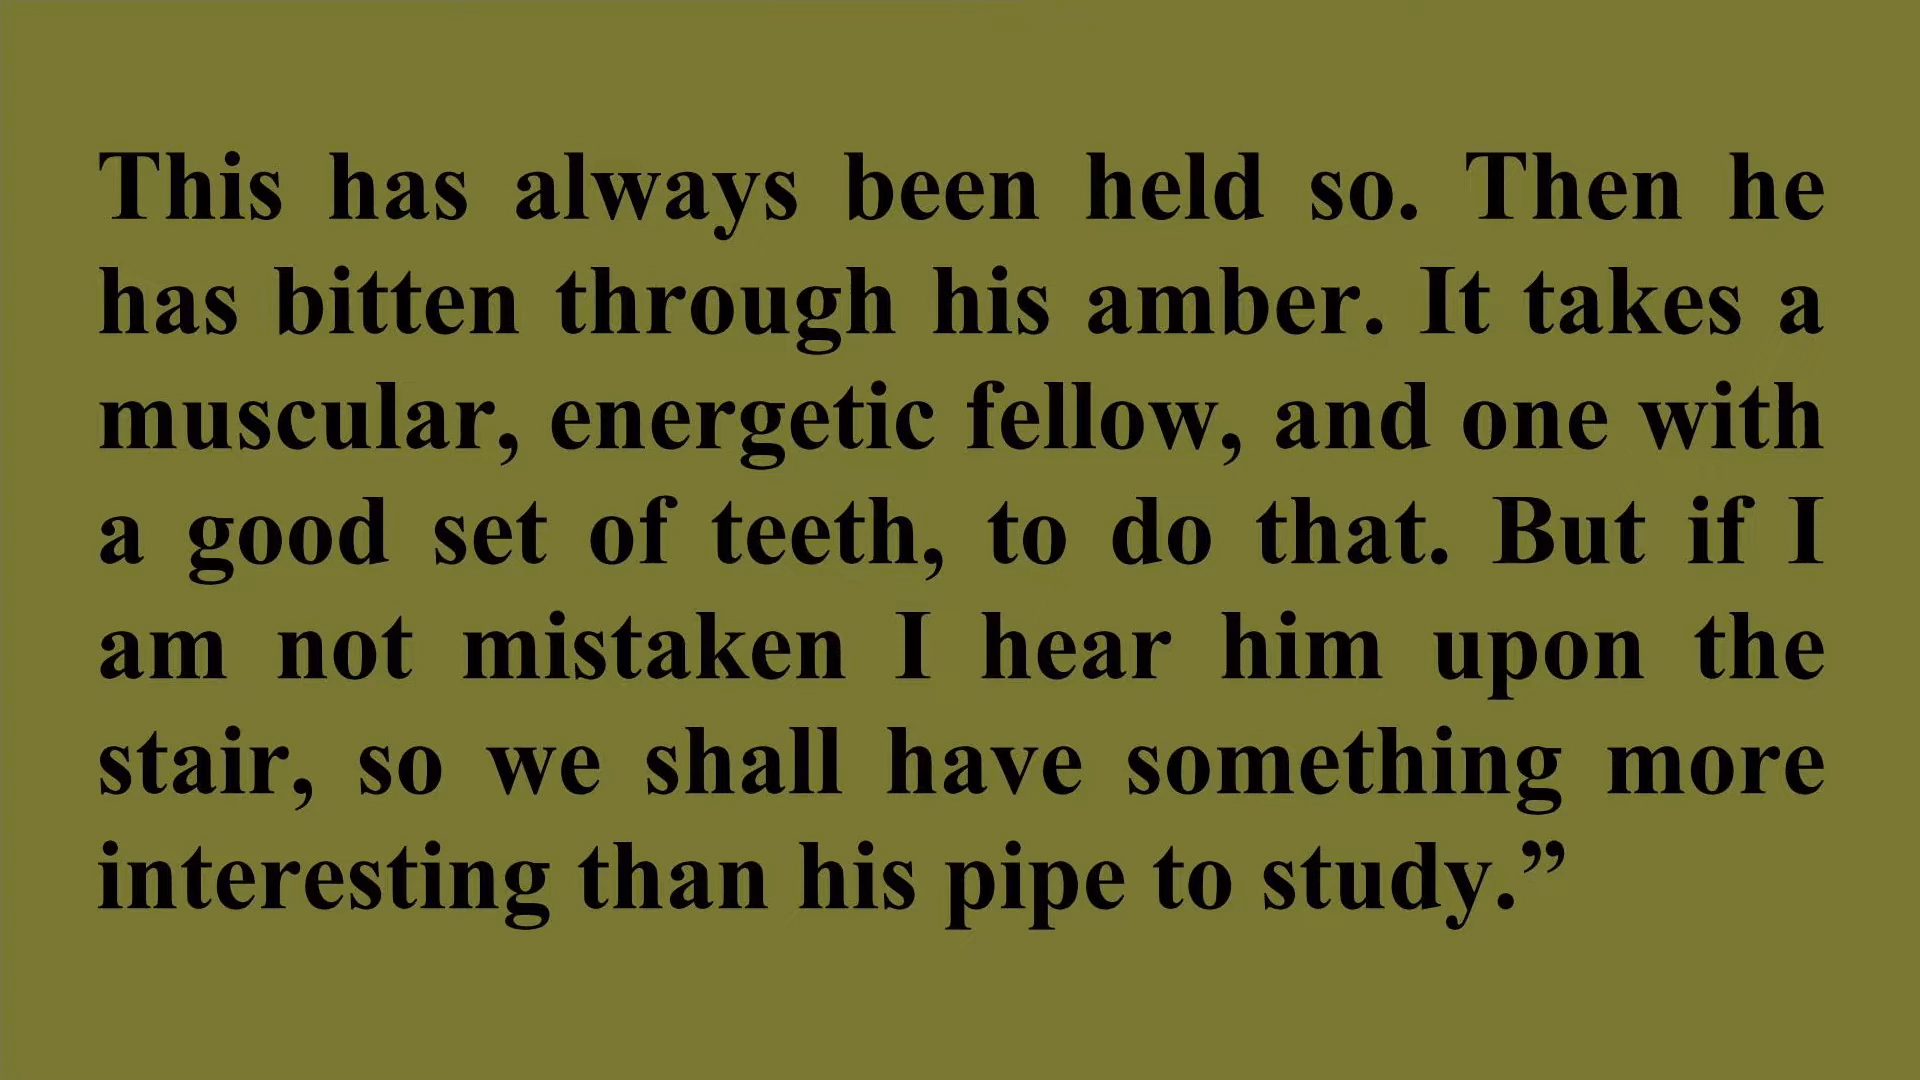 This has always been held so. Then he
has bitten through his amber. It takes a
muscular, energetic fellow, and one with
a good set of teeth, to do that. But if I
am not mistaken I hear him upon the
stair, so we shall have something more
interesting than his pipe to study.”